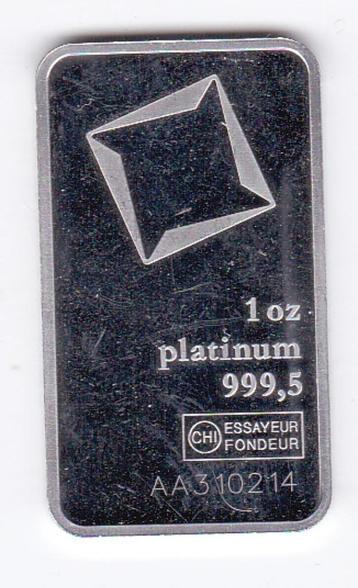 1 oz
platinum
999,5
CHI ESSAYEUR
FONDEUR
AA310214